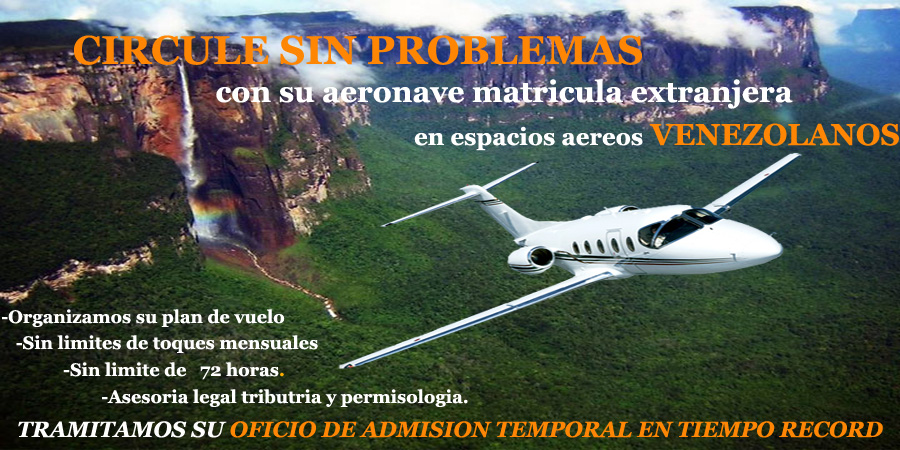 CIRCULE SIN PROBLEMAS
con su aeronave matricula extranjera
en espacios aereos VENEZOLANOS
-Organizamos su plan de vuelo
-Sin limites de toques mensuales
-Sin limite de 72 horas.
-Asesoria legal tributria y permisologia.
TRAMITAMOS SU OFICIO DE ADMISION TEMPORAL EN TIEMPO RECORD